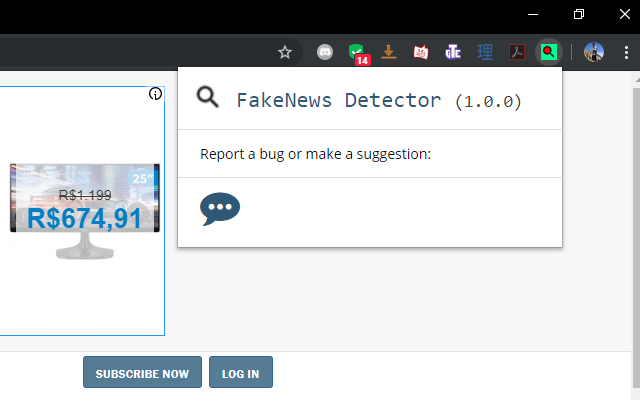 14
理
FakeNews Detector (1.0.0)
Report a bug or make a suggestion:
25"
R$1.199
R$674,91
SUBSCRIBE NOW
LOG IN